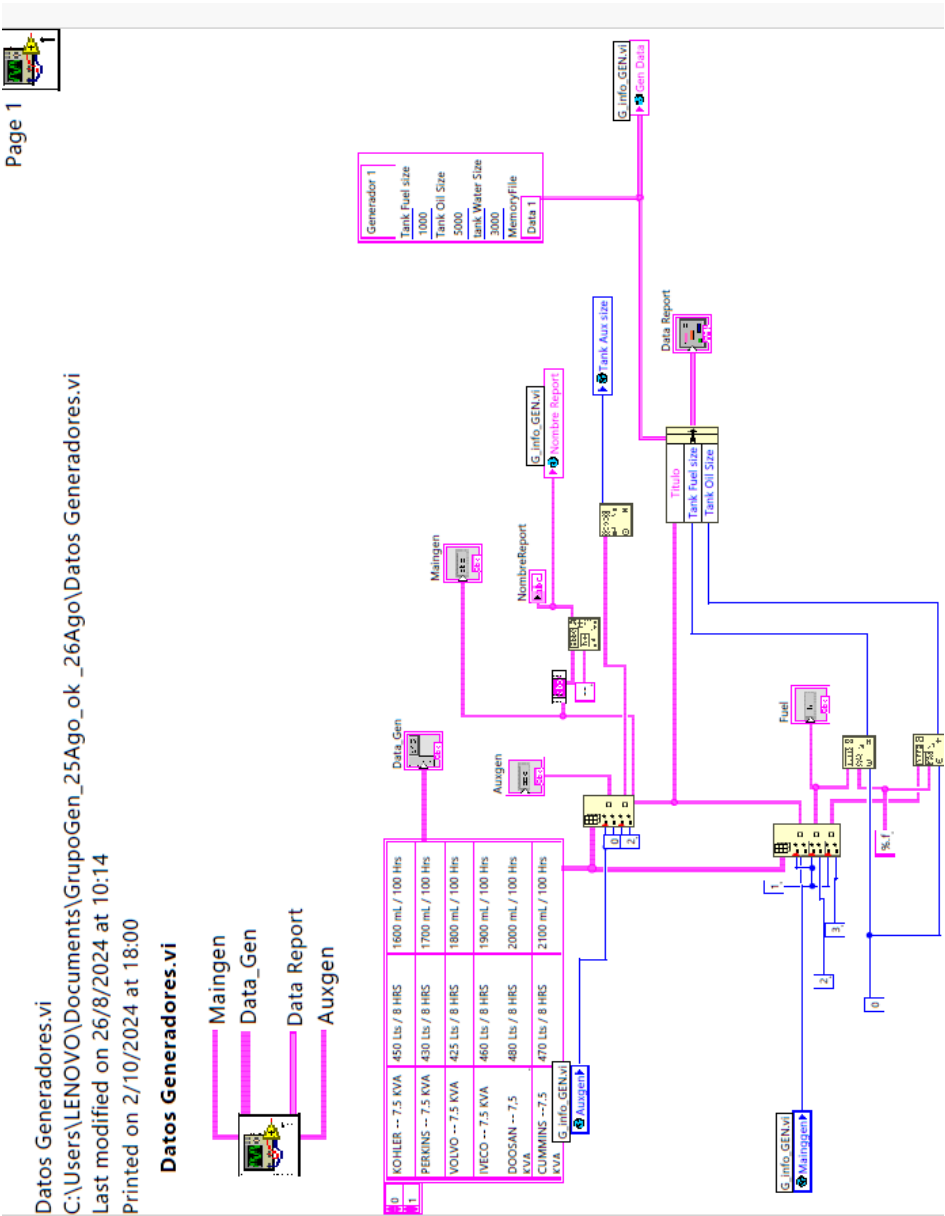 Page 1
Datos Generadores.vi
C:\Users\LENOVO\Documents\GrupoGen_25Ago_ok _26Ago\Datos Generadores.vi
Last modified on 26/8/2024 at 10:14
Printed on 2/10/2024 at 18:00
Datos Generadores.vi
Maingen
Data_Gen
Data Report
Auxgen
0
1
KOHLER -- 7.5 KVA 450 Lts / 8 HRS 1600 mL / 100 Hrs
PERKINS -- 7.5 KVA 430 Lts / 8 HRS 1700 mL / 100 Hrs
VOLVO -- 7.5 KVA 425 Lts / 8 HRS 1800 mL / 100 Hrs
IVECO -- 7.5 KVA 460 Lts / 8 HRS 1900 mL / 100 Hrs
DOOSAN -- 7,5 KVA 480 Lts / 8 HRS 2000 mL / 100 Hrs
CUMMINS --7.5 KVA 470 Lts / 8 HRS 2100 mL / 100 Hrs
Data_Gen
Maingen
Generador 1
Tank Fuel size
1000
Tank Oil Size
5000
tank Water Size
3000
MemoryFile
Data 1
G_info_GEN.vi
Auxgen
Auxgen
0
2
--
NombreReport
abc
G_info_GEN.vi
Nombre Report
Tank Aux size
G_info_GEN.vi
Gen Data
Titulo
Tank Fuel size
Tank Oil Size
Data Report
G_info_GEN.vi
Mainggen
1
2
3
0
%.f
Fuel